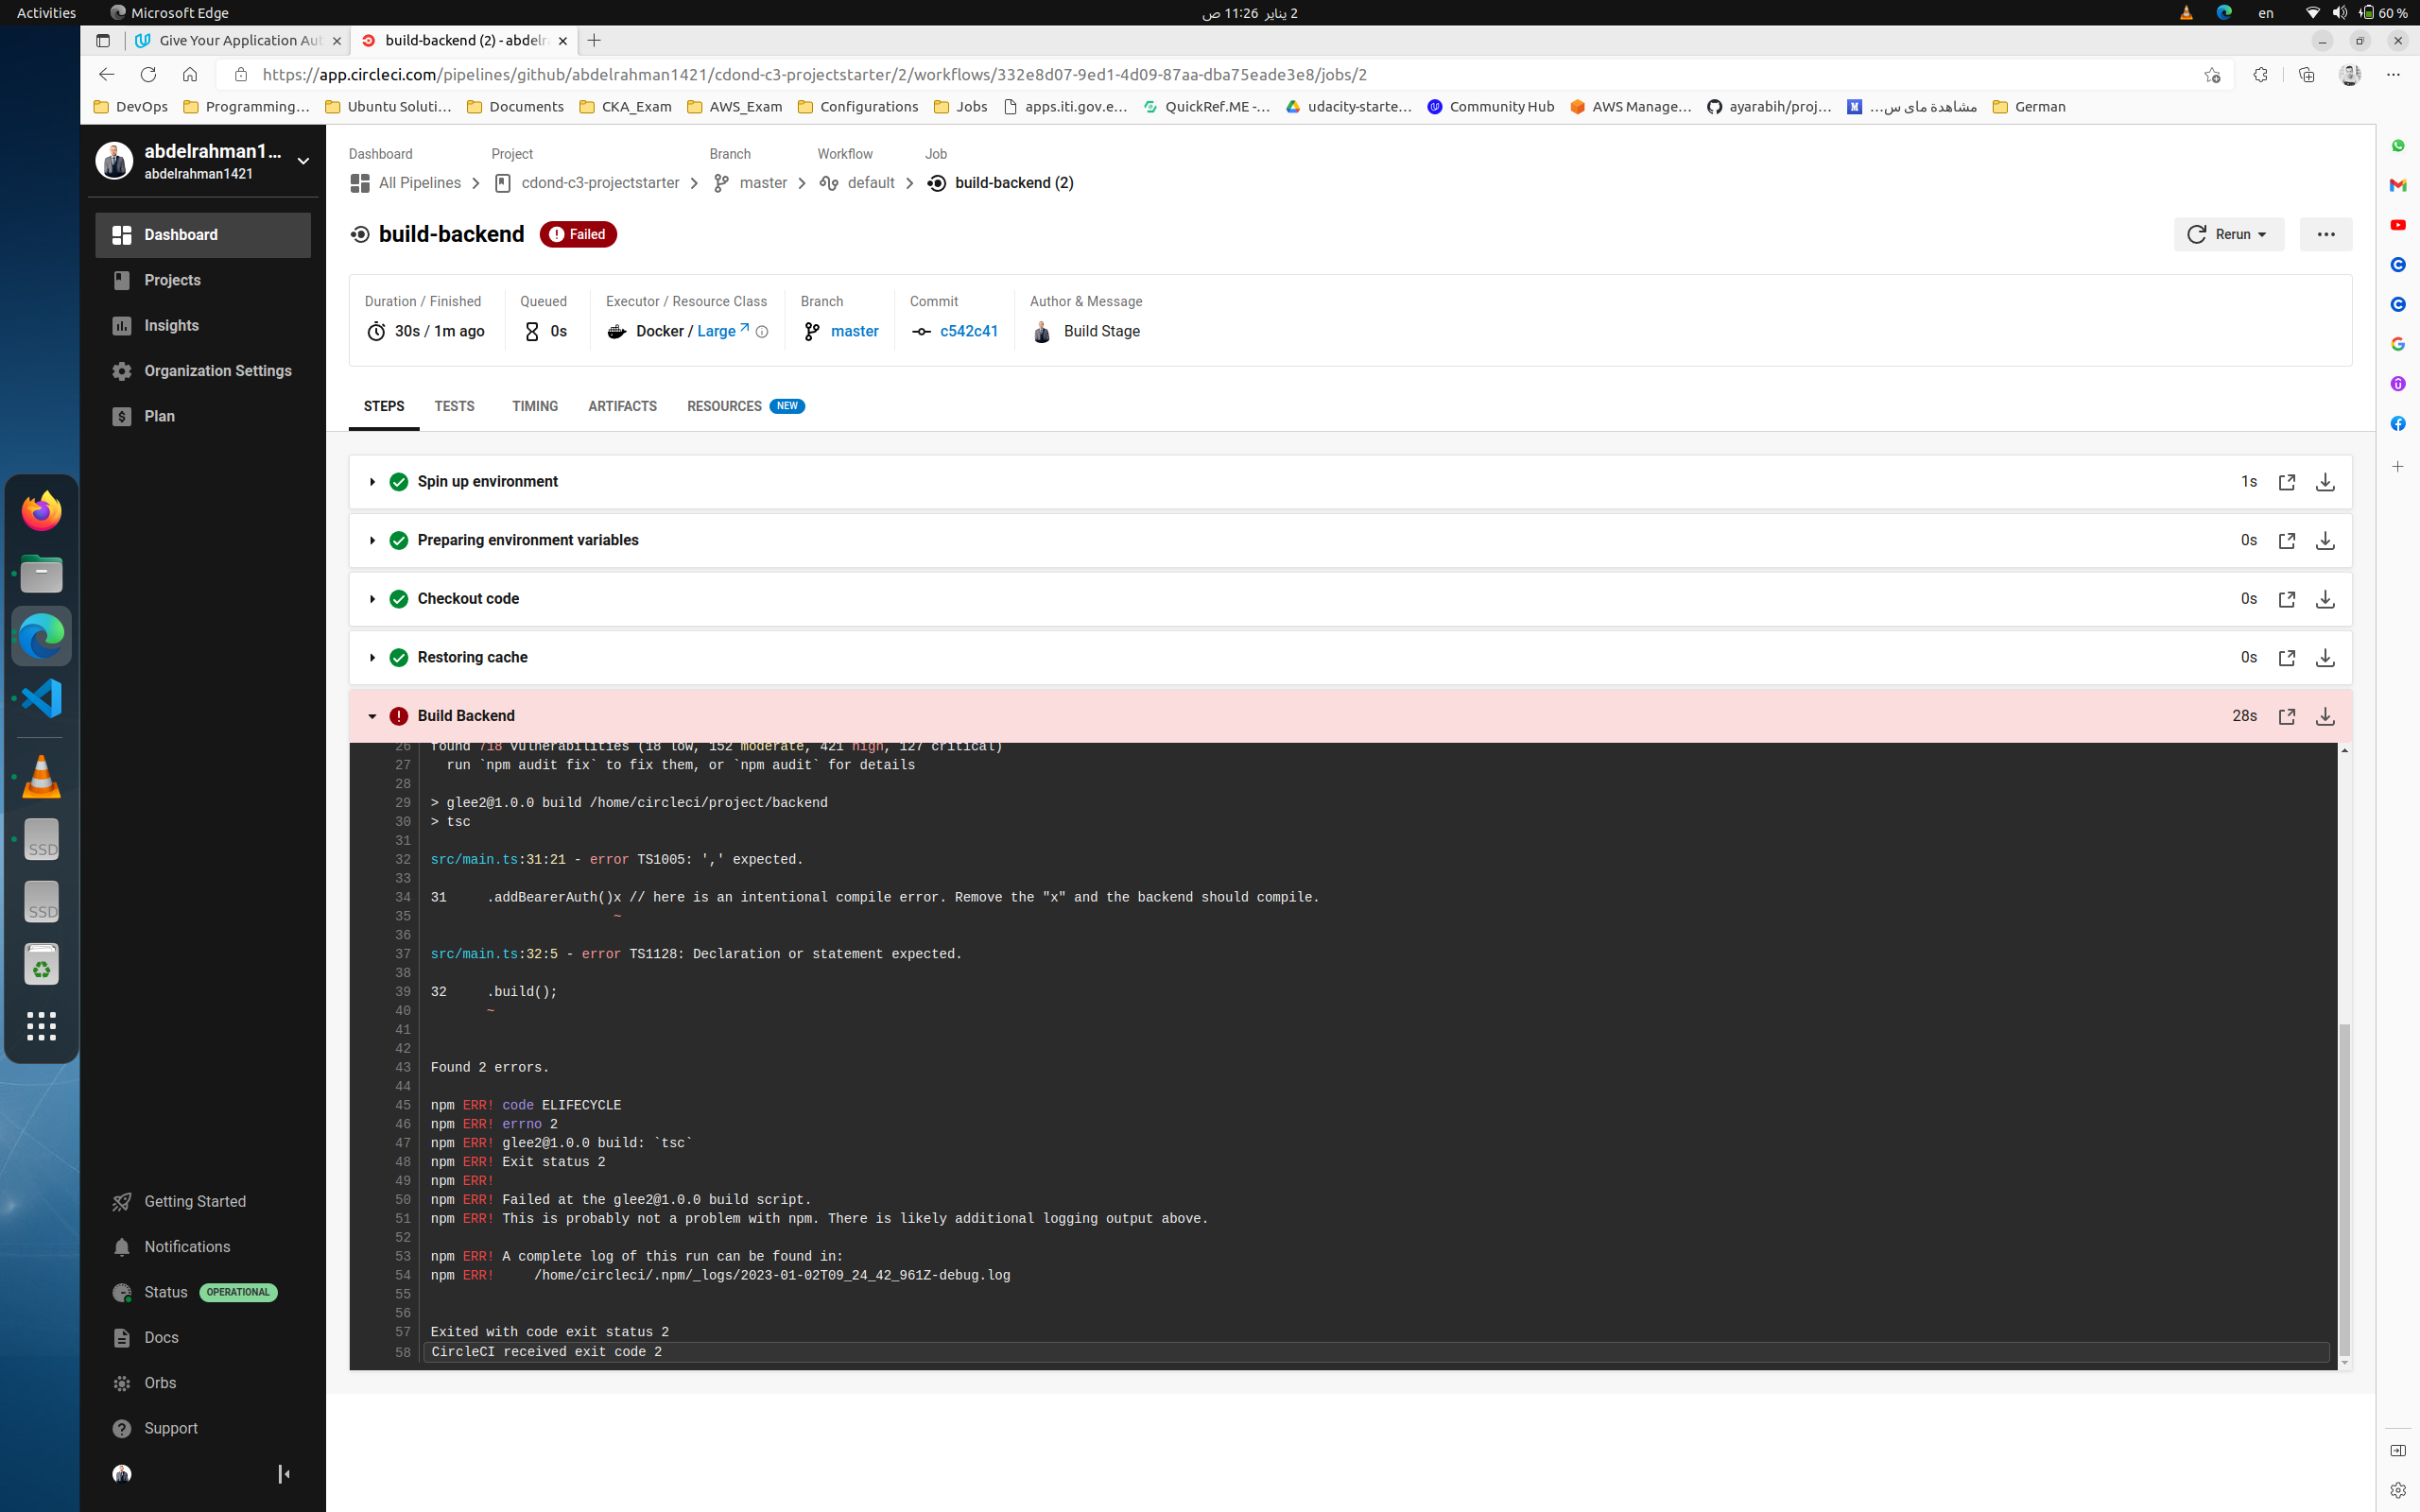 Activities
Microsoft Edge
2 يناير 11:26 ص
en
60 %
Give Your Application Aut
build-backend (2) - abdelra
https://app.circleci.com/pipelines/github/abdelrahman1421/cdond-c3-projectstarter/2/workflows/332e8d07-9ed1-4d09-87aa-dba75eade3e8/jobs/2
DevOps
Programming…
Ubuntu Soluti…
Documents
CKA_Exam
AWS_Exam
Configurations
Jobs
apps.iti.gov.e…
QuickRef.ME -…
udacity-starte…
Community Hub
AWS Manage…
ayarabih/proj…
مشاهدة ماى س…
German
abdelrahman1...
abdelrahman1421
Dashboard
Projects
Insights
Organization Settings
Plan
Getting Started
Notifications
Status OPERATIONAL
Docs
Orbs
Support
Dashboard Project Branch Workflow Job
All Pipelines cdond-c3-projectstarter master default build-backend (2)
build-backend Failed
Rerun
Duration / Finished Queued Executor / Resource Class Branch Commit Author & Message
30s / 1m ago 0s Docker / Large master c542c41 Build Stage
STEPS TESTS TIMING ARTIFACTS RESOURCES NEW
Spin up environment 1s
Preparing environment variables 0s
Checkout code 0s
Restoring cache 0s
Build Backend 28s
26 found 718 vulnerabilities (18 low, 152 moderate, 421 high, 127 critical)
27 run `npm audit fix` to fix them, or `npm audit` for details
28
29 > glee2@1.0.0 build /home/circleci/project/backend
30 > tsc
31
32 src/main.ts:31:21 - error TS1005: ',' expected.
33
34 31 .addBearerAuth()x // here is an intentional compile error. Remove the "x" and the backend should compile.
35 ~
36
37 src/main.ts:32:5 - error TS1128: Declaration or statement expected.
38
39 32 .build();
40 ~
41
42
43 Found 2 errors.
44
45 npm ERR! code ELIFECYCLE
46 npm ERR! errno 2
47 npm ERR! glee2@1.0.0 build: `tsc`
48 npm ERR! Exit status 2
49 npm ERR!
50 npm ERR! Failed at the glee2@1.0.0 build script.
51 npm ERR! This is probably not a problem with npm. There is likely additional logging output above.
52
53 npm ERR! A complete log of this run can be found in:
54 npm ERR! /home/circleci/.npm/_logs/2023-01-02T09_24_42_961Z-debug.log
55
56
57 Exited with code exit status 2
58 CircleCI received exit code 2
SSD
SSD